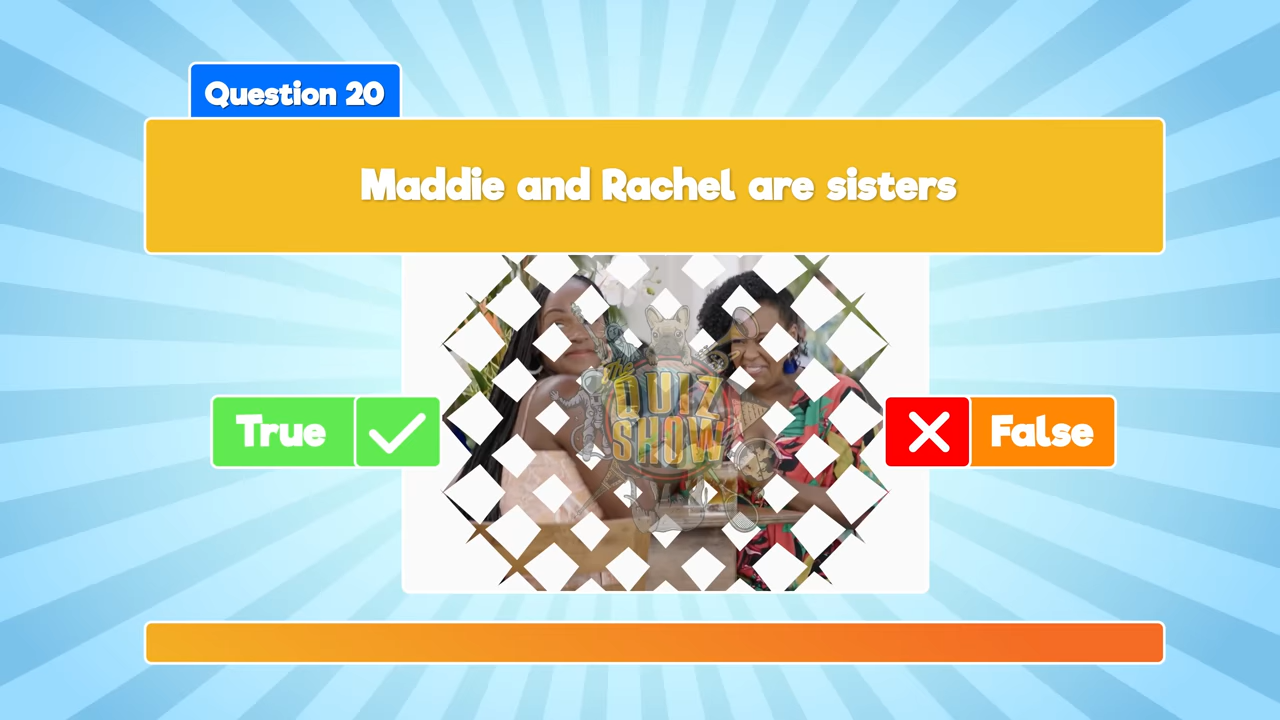 Question 20
Maddie and Rachel are sisters
The
QUIZ
SHOW
True
False